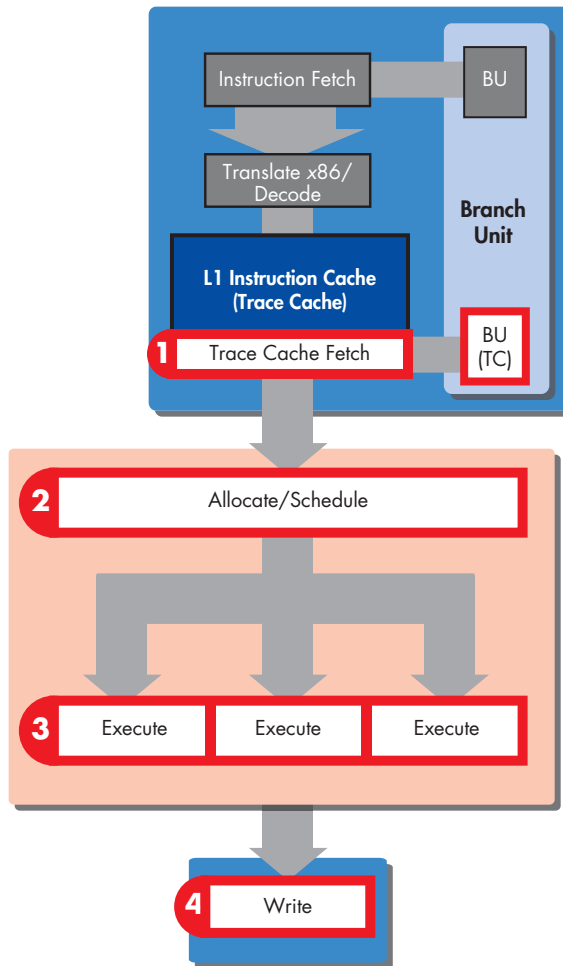 Instruction Fetch
BU
Translate x86/
Decode
Branch
Unit
L1 Instruction Cache
(Trace Cache)
1
Trace Cache Fetch
BU
(TC)
2
Allocate/Schedule
3
Execute
Execute
Execute
4
Write